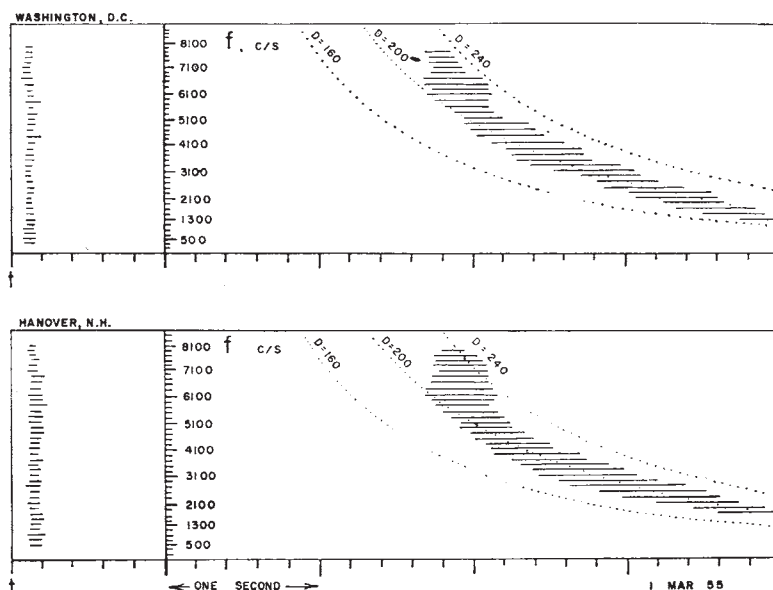 WASHINGTON, D.C.
f, C/S
D=160
D=200
D=240
8100
7100
6100
5100
4100
3100
2100
1300
500
HANOVER, N.H.
f C/S
D=160
D=200
D=240
8100
7100
6100
5100
4100
3100
2100
1300
500
ONE SECOND
1 MAR 55